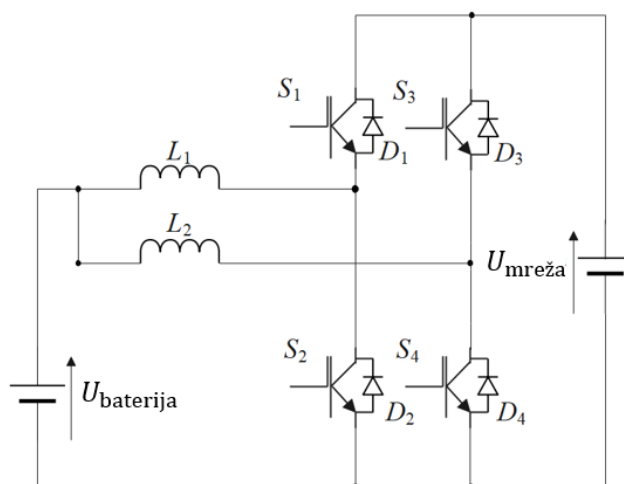 S1
S3
D1
D3
L1
L2
Umreža
S2
S4
Ubaterija
D2
D4